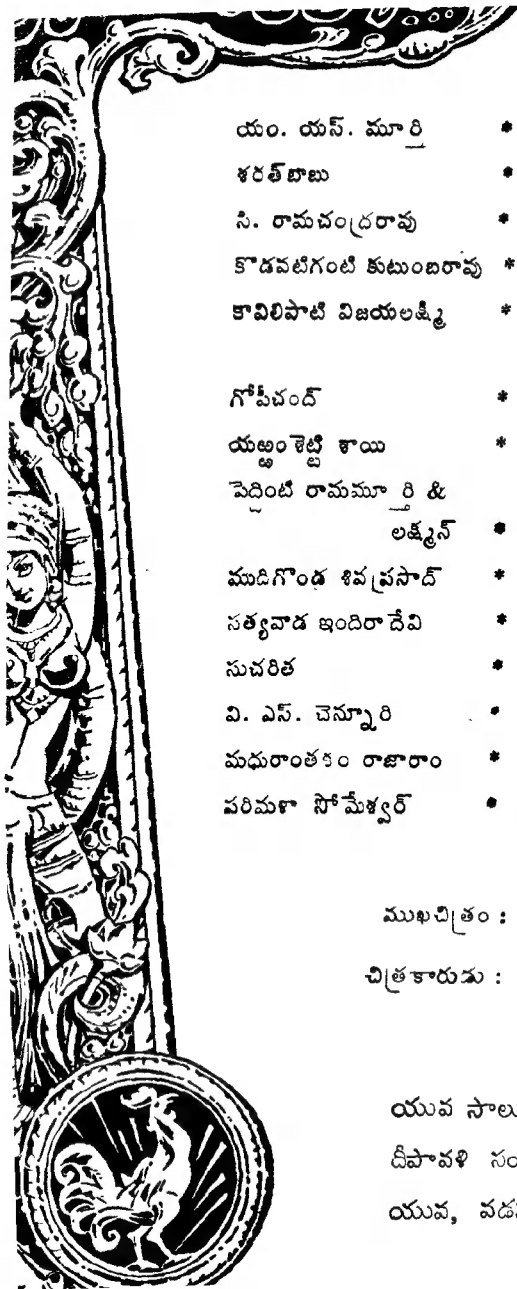 యం. యస్. మూర్తి *
శరత్‌బాబు *
సి. రామచంద్రరావు *
కొడవటిగంటి కుటుంబరావు *
కావిలిపాటి విజయలక్ష్మి *
గోపీచంద్ *
యఱ్ఱంశెట్టి శాయి *
పెద్దింటి రామమూర్తి &
లక్ష్మన్ *
ముదిగొండ శివప్రసాద్ *
సత్యవాడ ఇందిరాదేవి *
సుచరిత *
వి. ఎస్. చెన్నూరి *
మధురాంతకం రాజారాం *
పరిమళా సోమేశ్వర్ *
ముఖచిత్రం :
చిత్రకారుడు :
యువ సాలు
దీపావళి సం
యువ, వడ